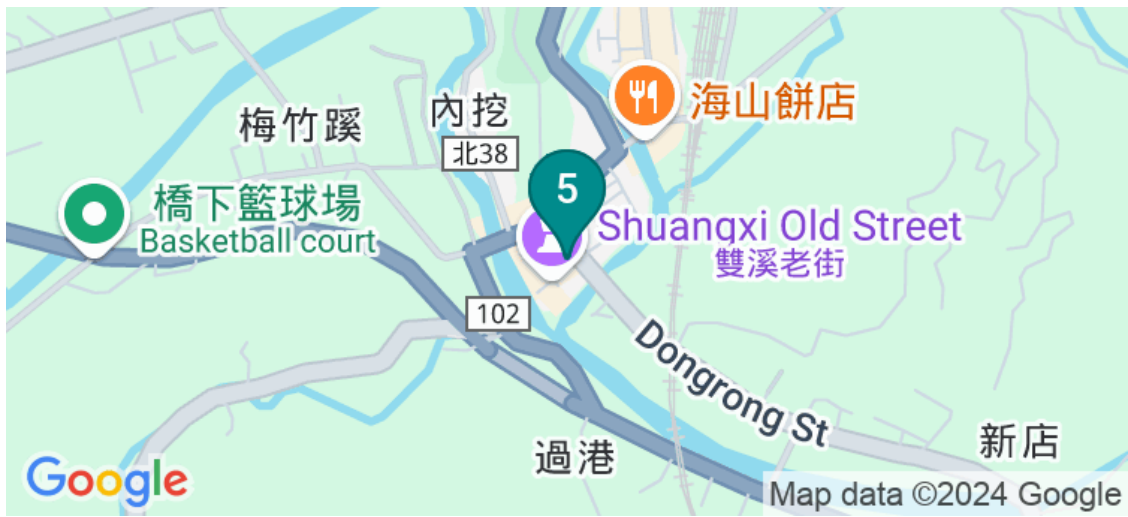 海山餅店
內挖
梅竹蹊
北38
5
橋下籃球場
Basketball court
Shuangxi Old Street
雙溪老街
102
Dongrong St
新店
過港
Google
Map data ©2024 Google